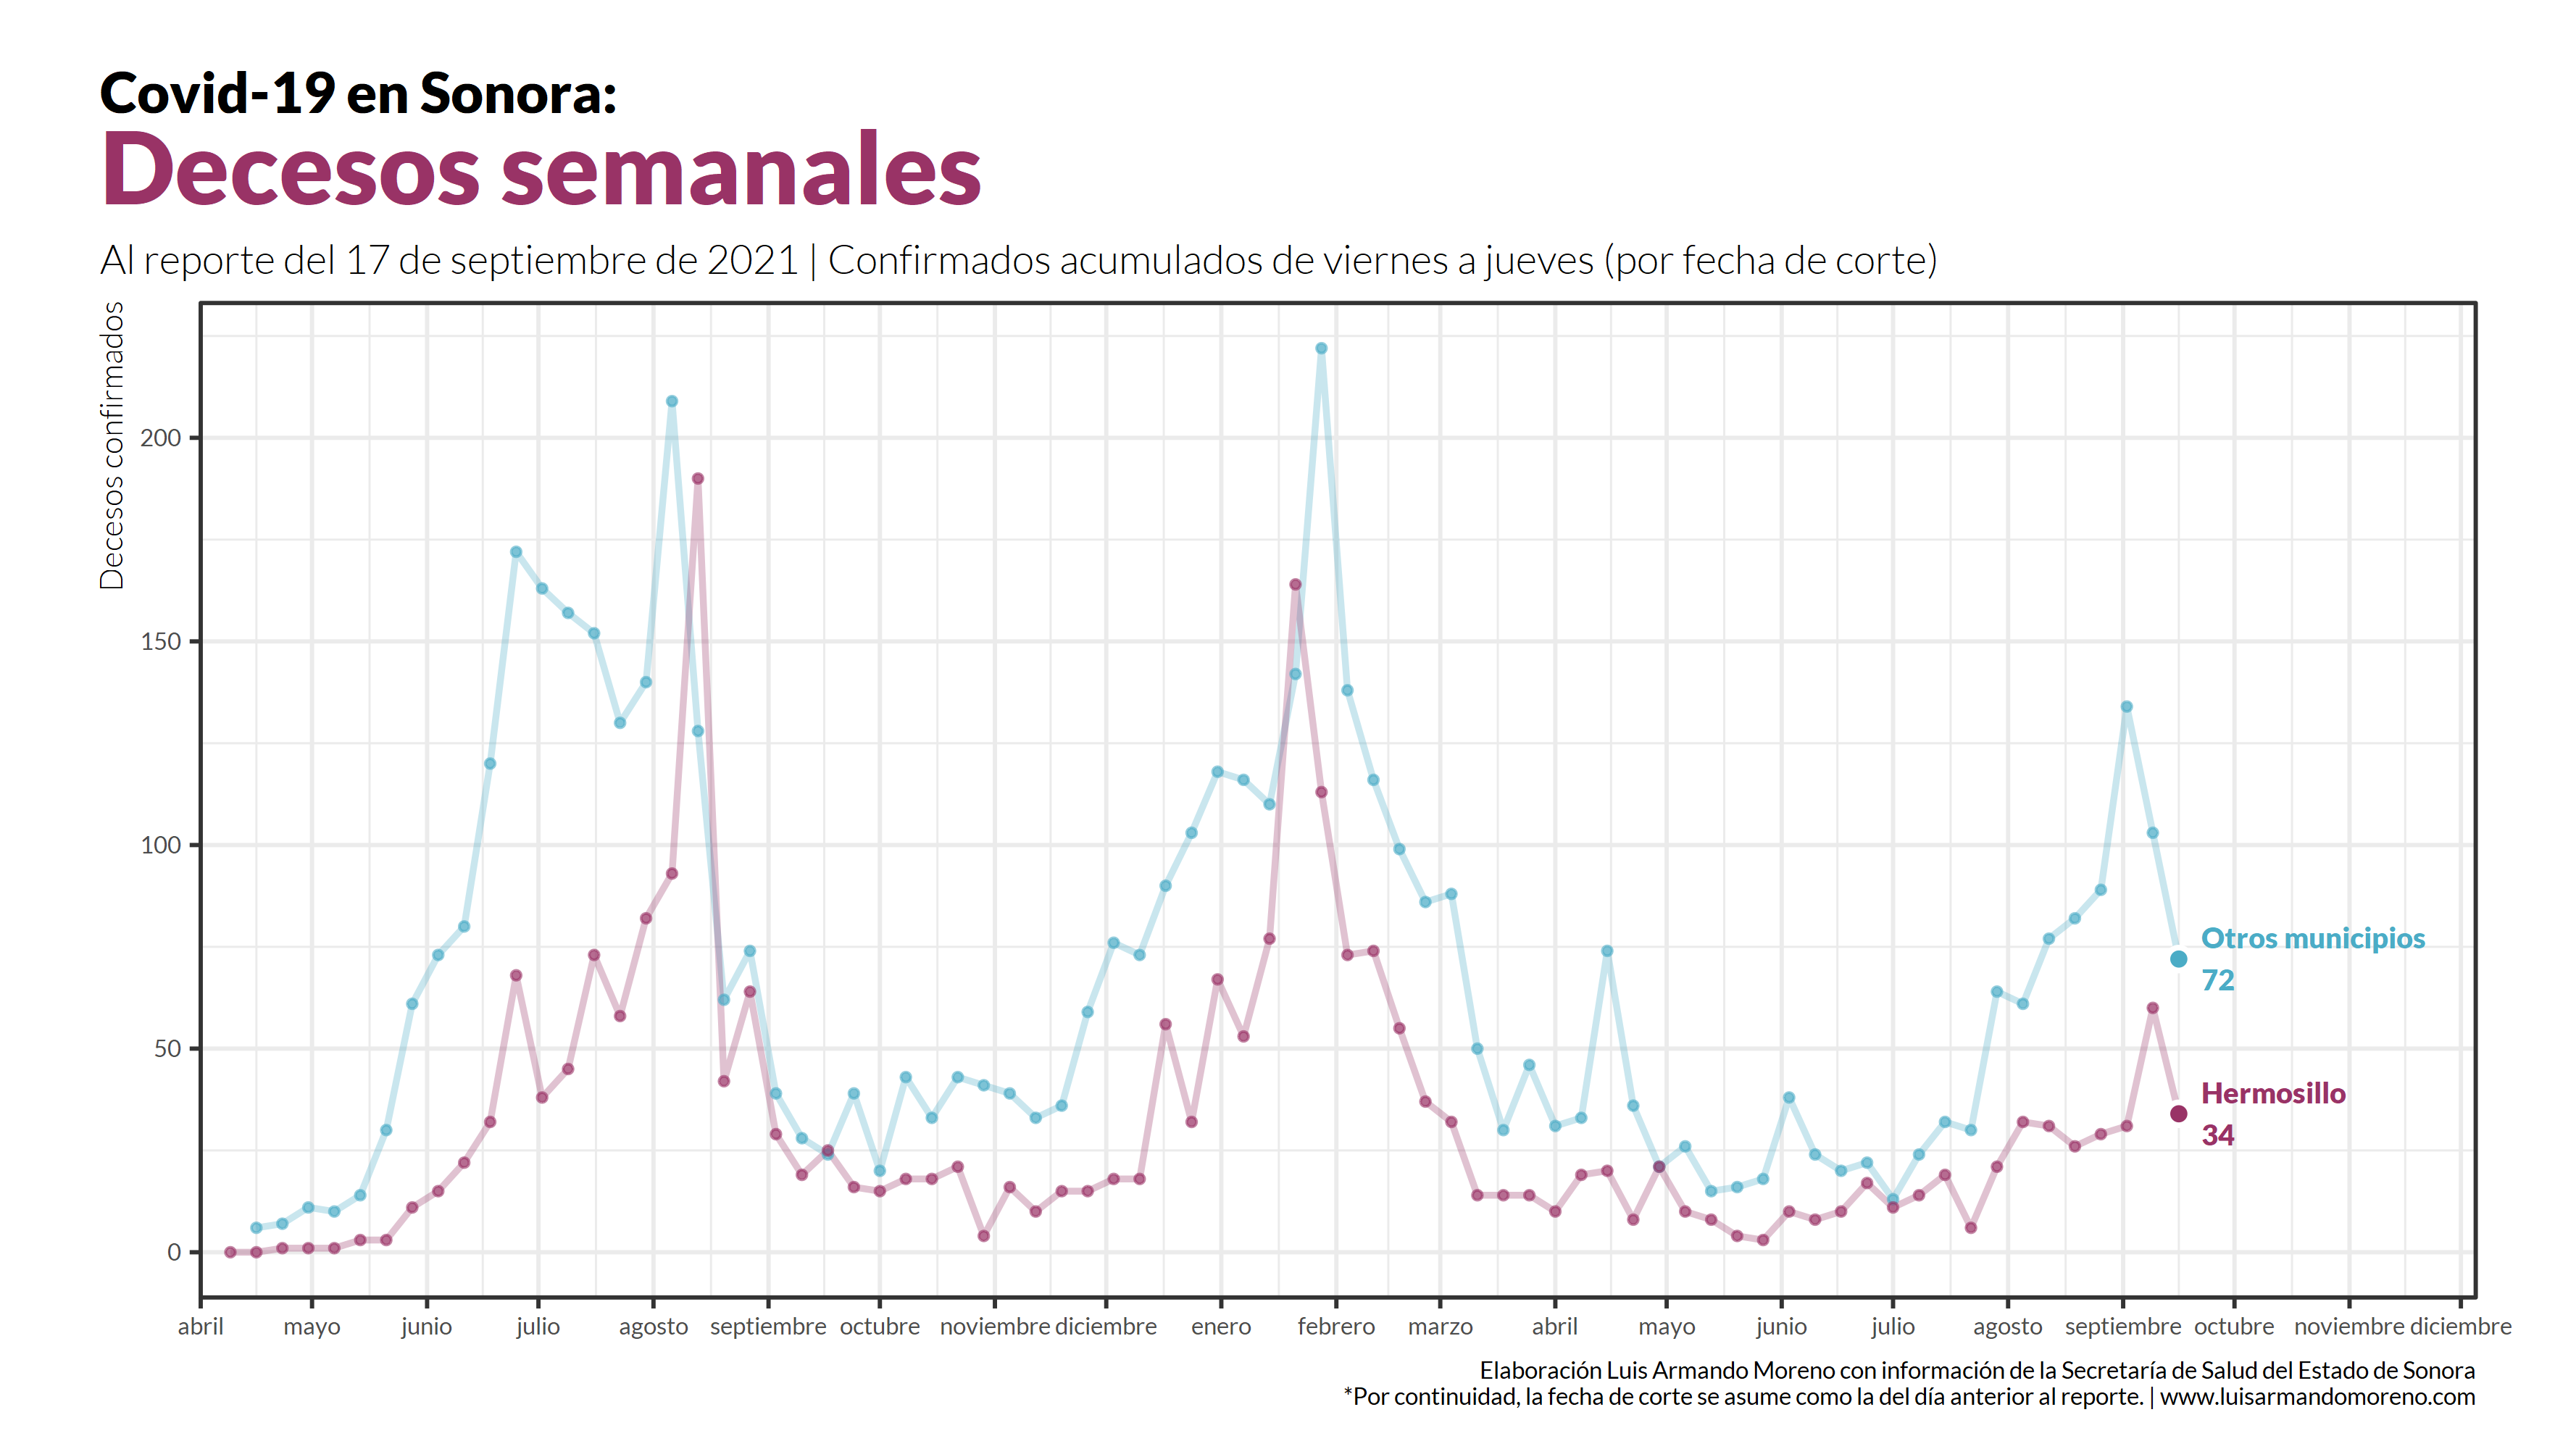 Covid-19 en Sonora:
Decesos semanales
Al reporte del 17 de septiembre de 2021 | Confirmados acumulados de viernes a jueves (por fecha de corte)
Decesos confirmados
200
150
100
50
0
Otros municipios
72
Hermosillo
34
abril mayo junio julio agosto septiembre octubre noviembre diciembre enero febrero marzo abril mayo junio julio agosto septiembre octubre noviembre diciembre
Elaboración Luis Armando Moreno con información de la Secretaría de Salud del Estado de Sonora
*Por continuidad, la fecha de corte se asume como la del día anterior al reporte. | www.luisarmandomoreno.com